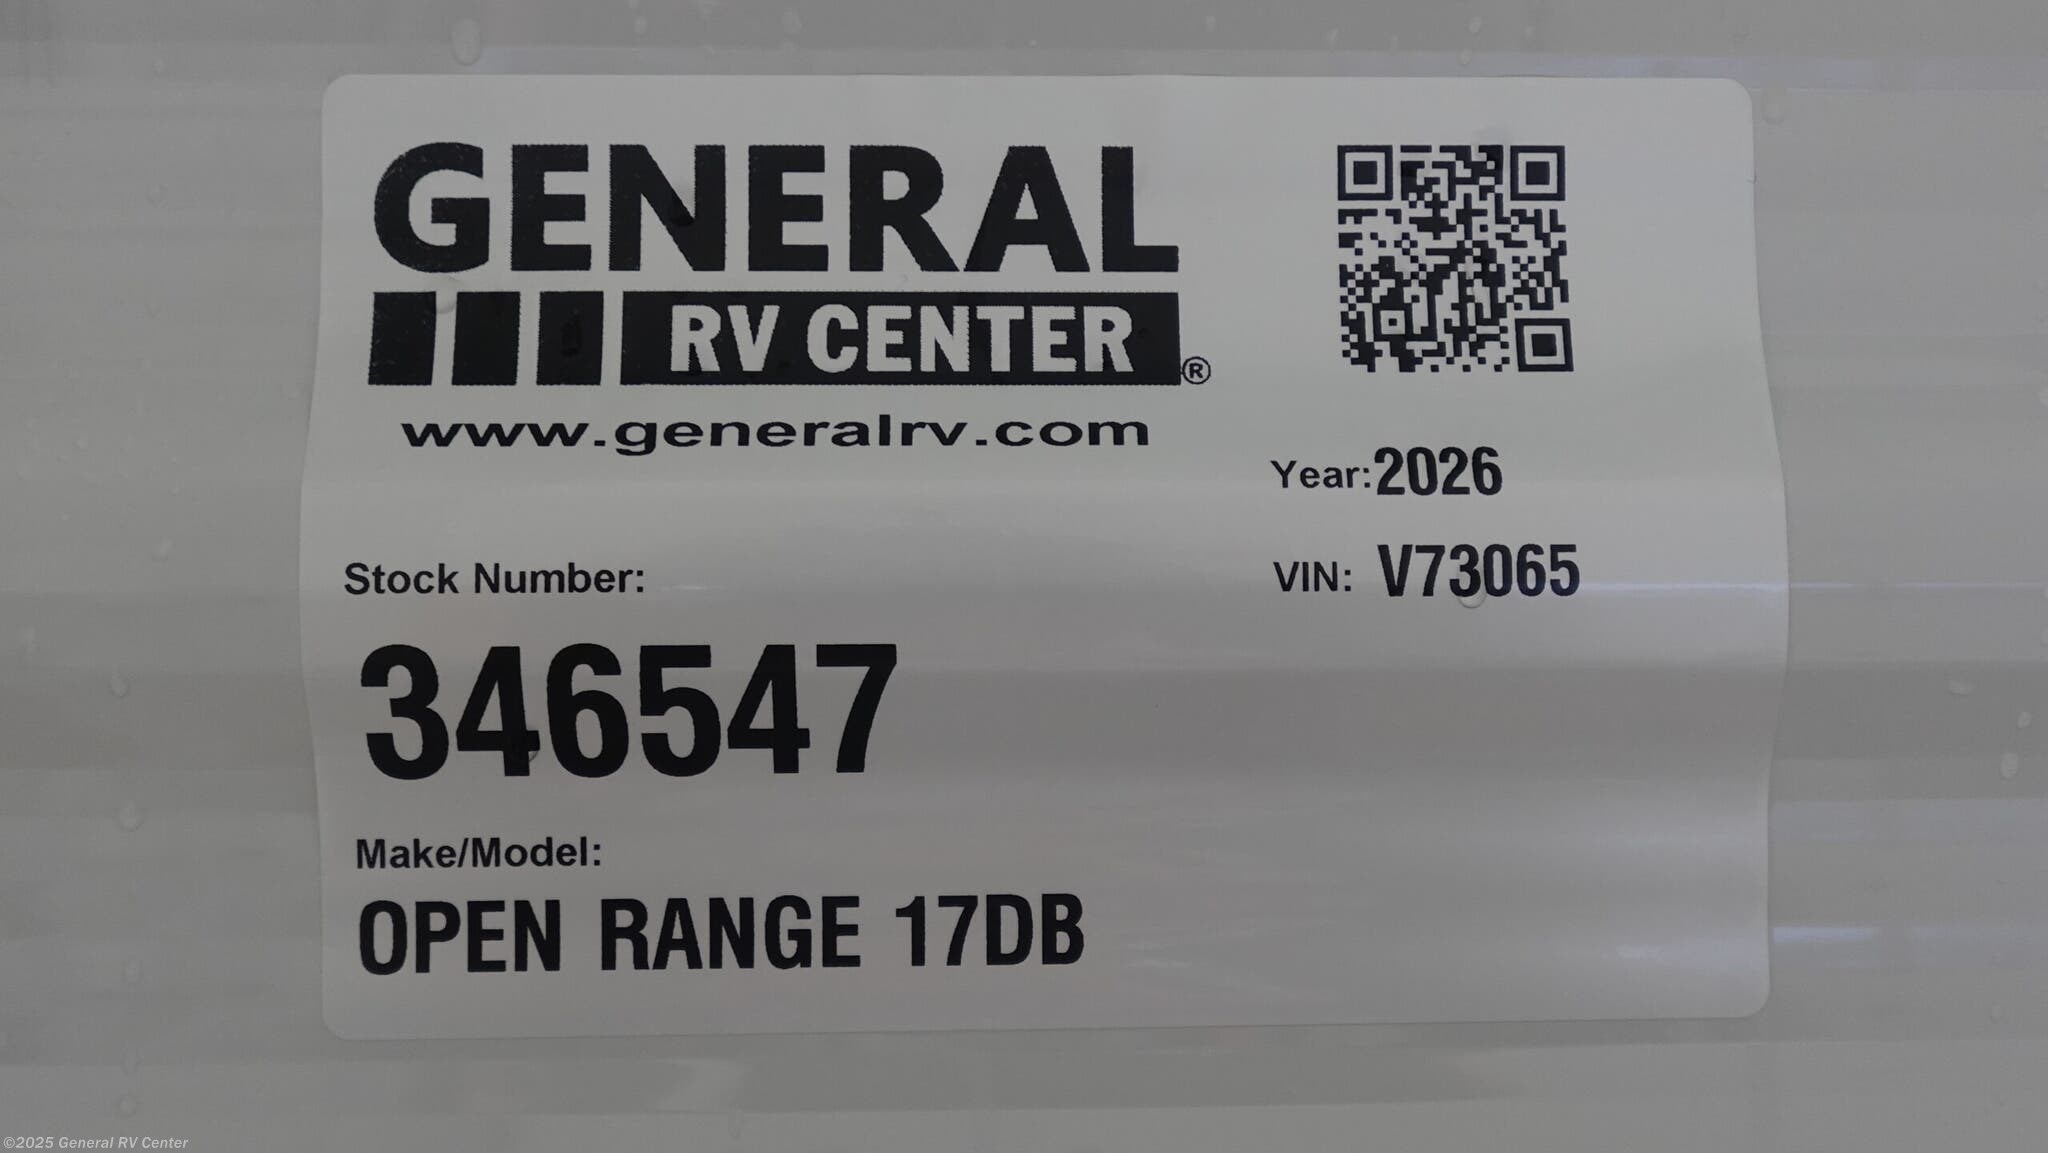 GENERAL
RV CENTER®
www.generalrv.com
Year: 2026
Stock Number:
VIN: V73065
346547
Make/Model:
OPEN RANGE 17DB
©2025 General RV Center